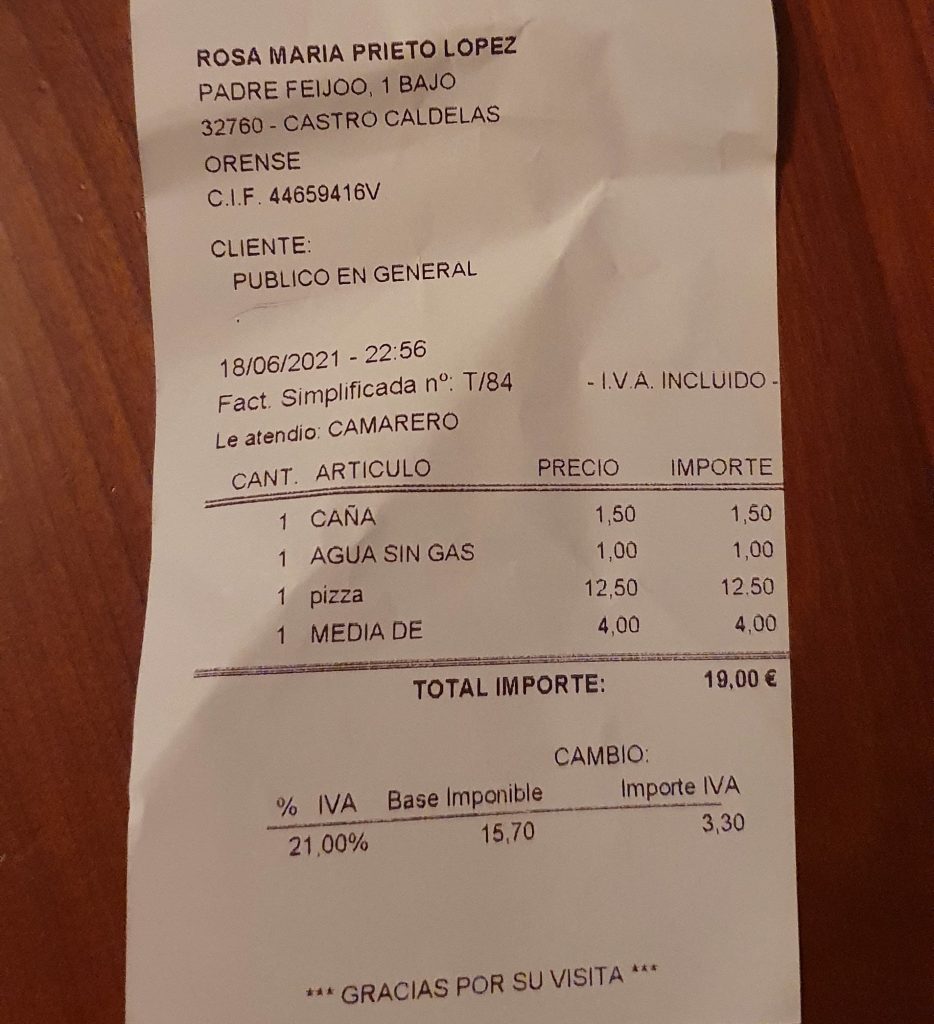 ROSA MARIA PRIETO LOPEZ
PADRE FEIJOO, 1 BAJO
32760 - CASTRO CALDELAS
ORENSE
C.I.F. 44659416V
CLIENTE:
PUBLICO EN GENERAL
.
18/06/2021 - 22:56
Fact. Simplificada nº: T/84 - I.V.A. INCLUIDO -
Le atendio: CAMARERO
CANT. ARTICULO PRECIO IMPORTE
1 CAÑA 1,50 1,50
1 AGUA SIN GAS 1,00 1,00
1 pizza 12,50 12.50
1 MEDIA DE 4,00 4,00
TOTAL IMPORTE: 19,00 €
CAMBIO:
% IVA Base Imponible Importe IVA
21,00% 15,70 3,30
*** GRACIAS POR SU VISITA ***